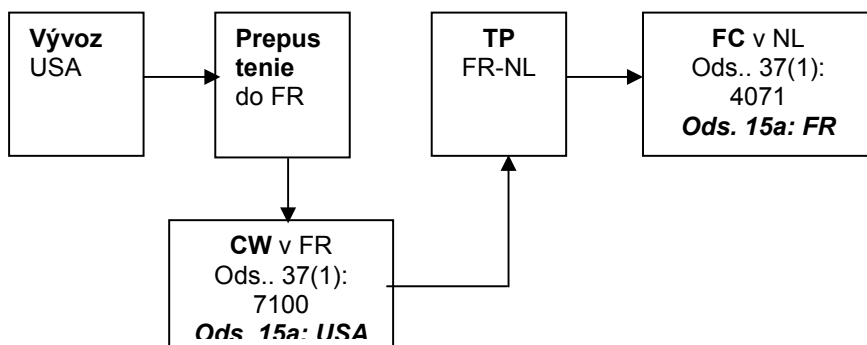 Vývoz
USA
Prepus
tenie
do FR
TP
FR-NL
FC v NL
Ods.. 37(1):
4071
Ods. 15a: FR
CW v FR
Ods.. 37(1):
7100
Ods. 15a: USA